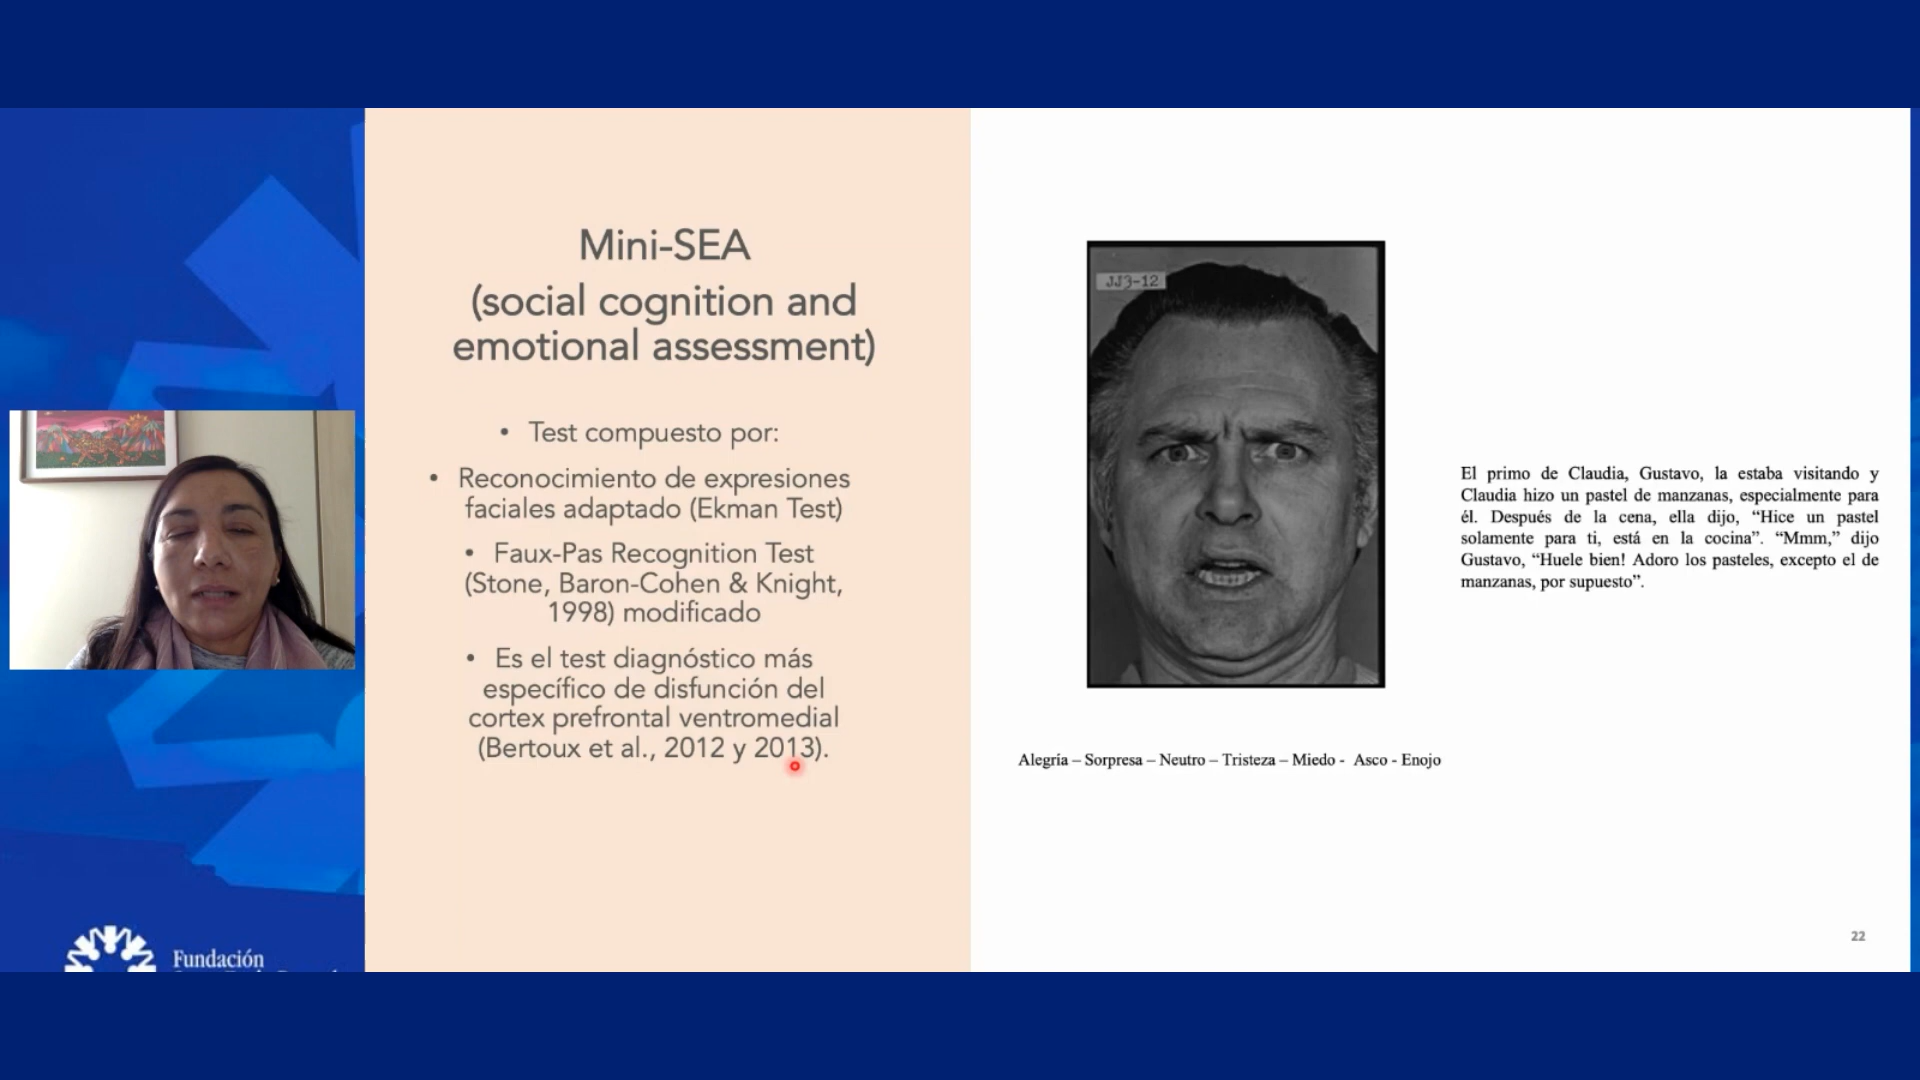 Mini-SEA
(social cognition and
emotional assessment)
• Test compuesto por:
• Reconocimiento de expresiones
faciales adaptado (Ekman Test)
• Faux-Pas Recognition Test
(Stone, Baron-Cohen & Knight,
1998) modificado
• Es el test diagnóstico más
específico de disfunción del
cortex prefrontal ventromedial
(Bertoux et al., 2012 y 2013).
JJ3-12
Alegría – Sorpresa – Neutro – Tristeza – Miedo - Asco - Enojo
El primo de Claudia, Gustavo, la estaba visitando y
Claudia hizo un pastel de manzanas, especialmente para
él. Después de la cena, ella dijo, “Hice un pastel
solamente para ti, está en la cocina”. “Mmm,” dijo
Gustavo, “Huele bien! Adoro los pasteles, excepto el de
manzanas, por supuesto”.
22
Fundación